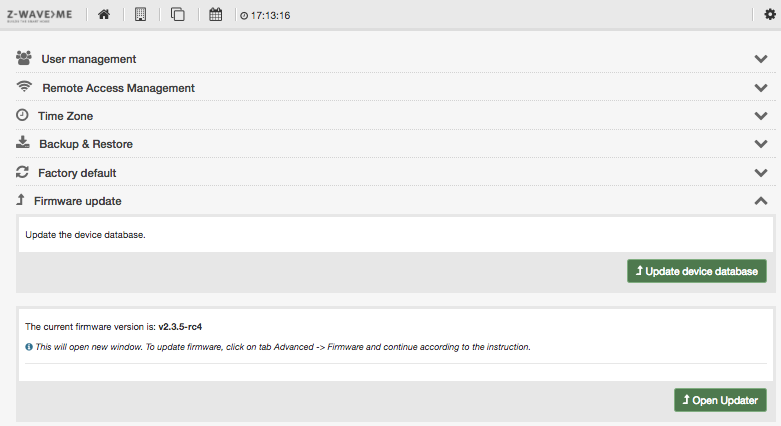 Z-WAVE>ME
17:13:16
User management
Remote Access Management
Time Zone
Backup & Restore
Factory default
Firmware update
Update the device database.
Update device database
The current firmware version is: v2.3.5-rc4
This will open new window. To update firmware, click on tab Advanced -> Firmware and continue according to the instruction.
Open Updater